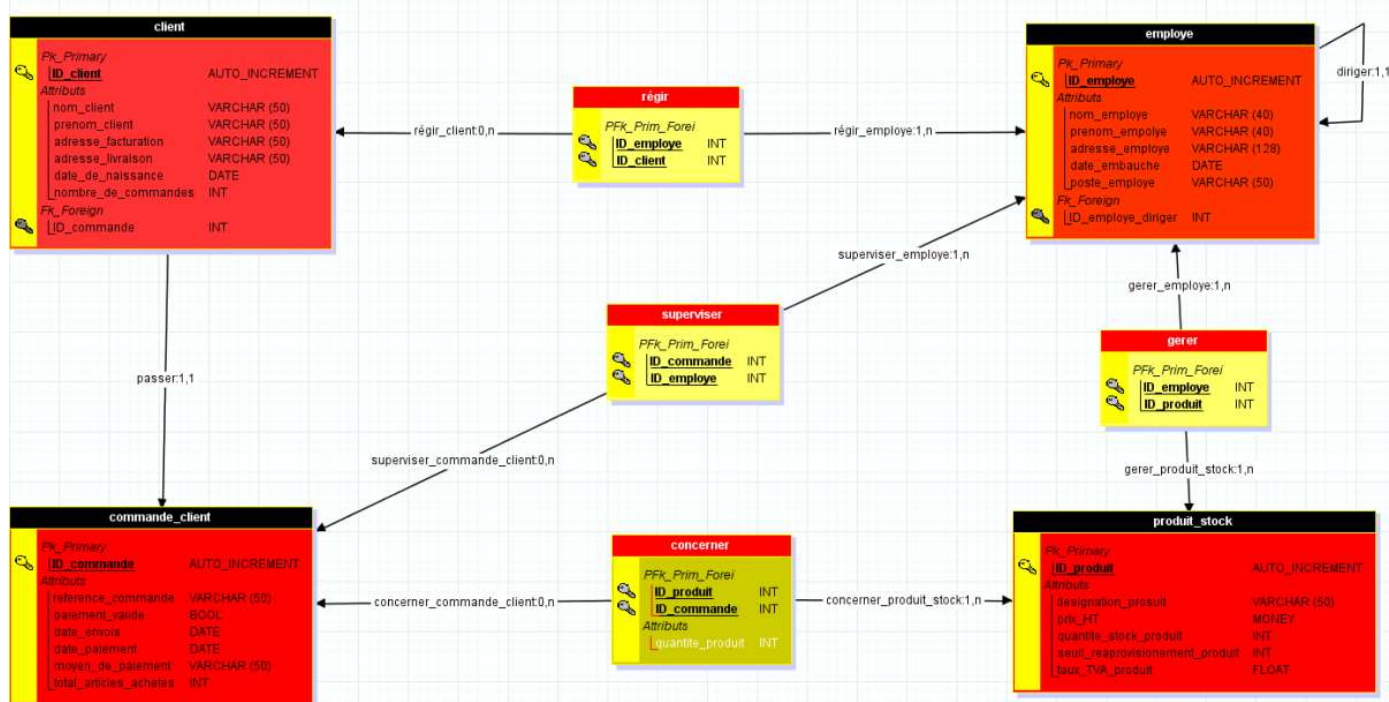 client
Pk_Primary
ID_client AUTO_INCREMENT
Attributs
nom_client VARCHAR (50)
prenom_client VARCHAR (50)
adresse_facturation VARCHAR (50)
adresse_livraison VARCHAR (50)
date_de_naissance DATE
nombre_de_commandes INT
Fk_Foreign
ID_commande INT
régir_client:0,n
régir
PFk_Prim_Forei
ID_employe INT
ID_client INT
régir_employe:1,n
employe
Pk_Primary
ID_employe AUTO_INCREMENT
Attributs
nom_employe VARCHAR (40)
prenom_empolye VARCHAR (40)
adresse_employe VARCHAR (128)
date_embauche DATE
poste_employe VARCHAR (50)
Fk_Foreign
ID_employe_diriger INT
diriger:1,1
superviser_employe:1,n
gerer_employe:1,n
superviser
PFk_Prim_Forei
ID_commande INT
ID_employe INT
gerer
PFk_Prim_Forei
ID_employe INT
ID_produit INT
passer:1,1
superviser_commande_client:0,n
gerer_produit_stock:1,n
commande_client
Pk_Primary
ID_commande AUTO_INCREMENT
Attributs
reference_commande VARCHAR (50)
paiement_valide BOOL
date_envois DATE
date_paiement DATE
moyen_de_paiement VARCHAR (50)
total_articles_achetes INT
concerner_commande_client:0,n
concerner
PFk_Prim_Forei
ID_produit INT
ID_commande INT
Attributs
quantite_produit INT
concerner_produit_stock:1,n
produit_stock
Pk_Primary
ID_produit AUTO_INCREMENT
Attributs
designation_prosuit VARCHAR (50)
prix_HT MONEY
quantite_stock_produit INT
seuil_reaprovisionement_produit INT
taux_TVA_produit FLOAT